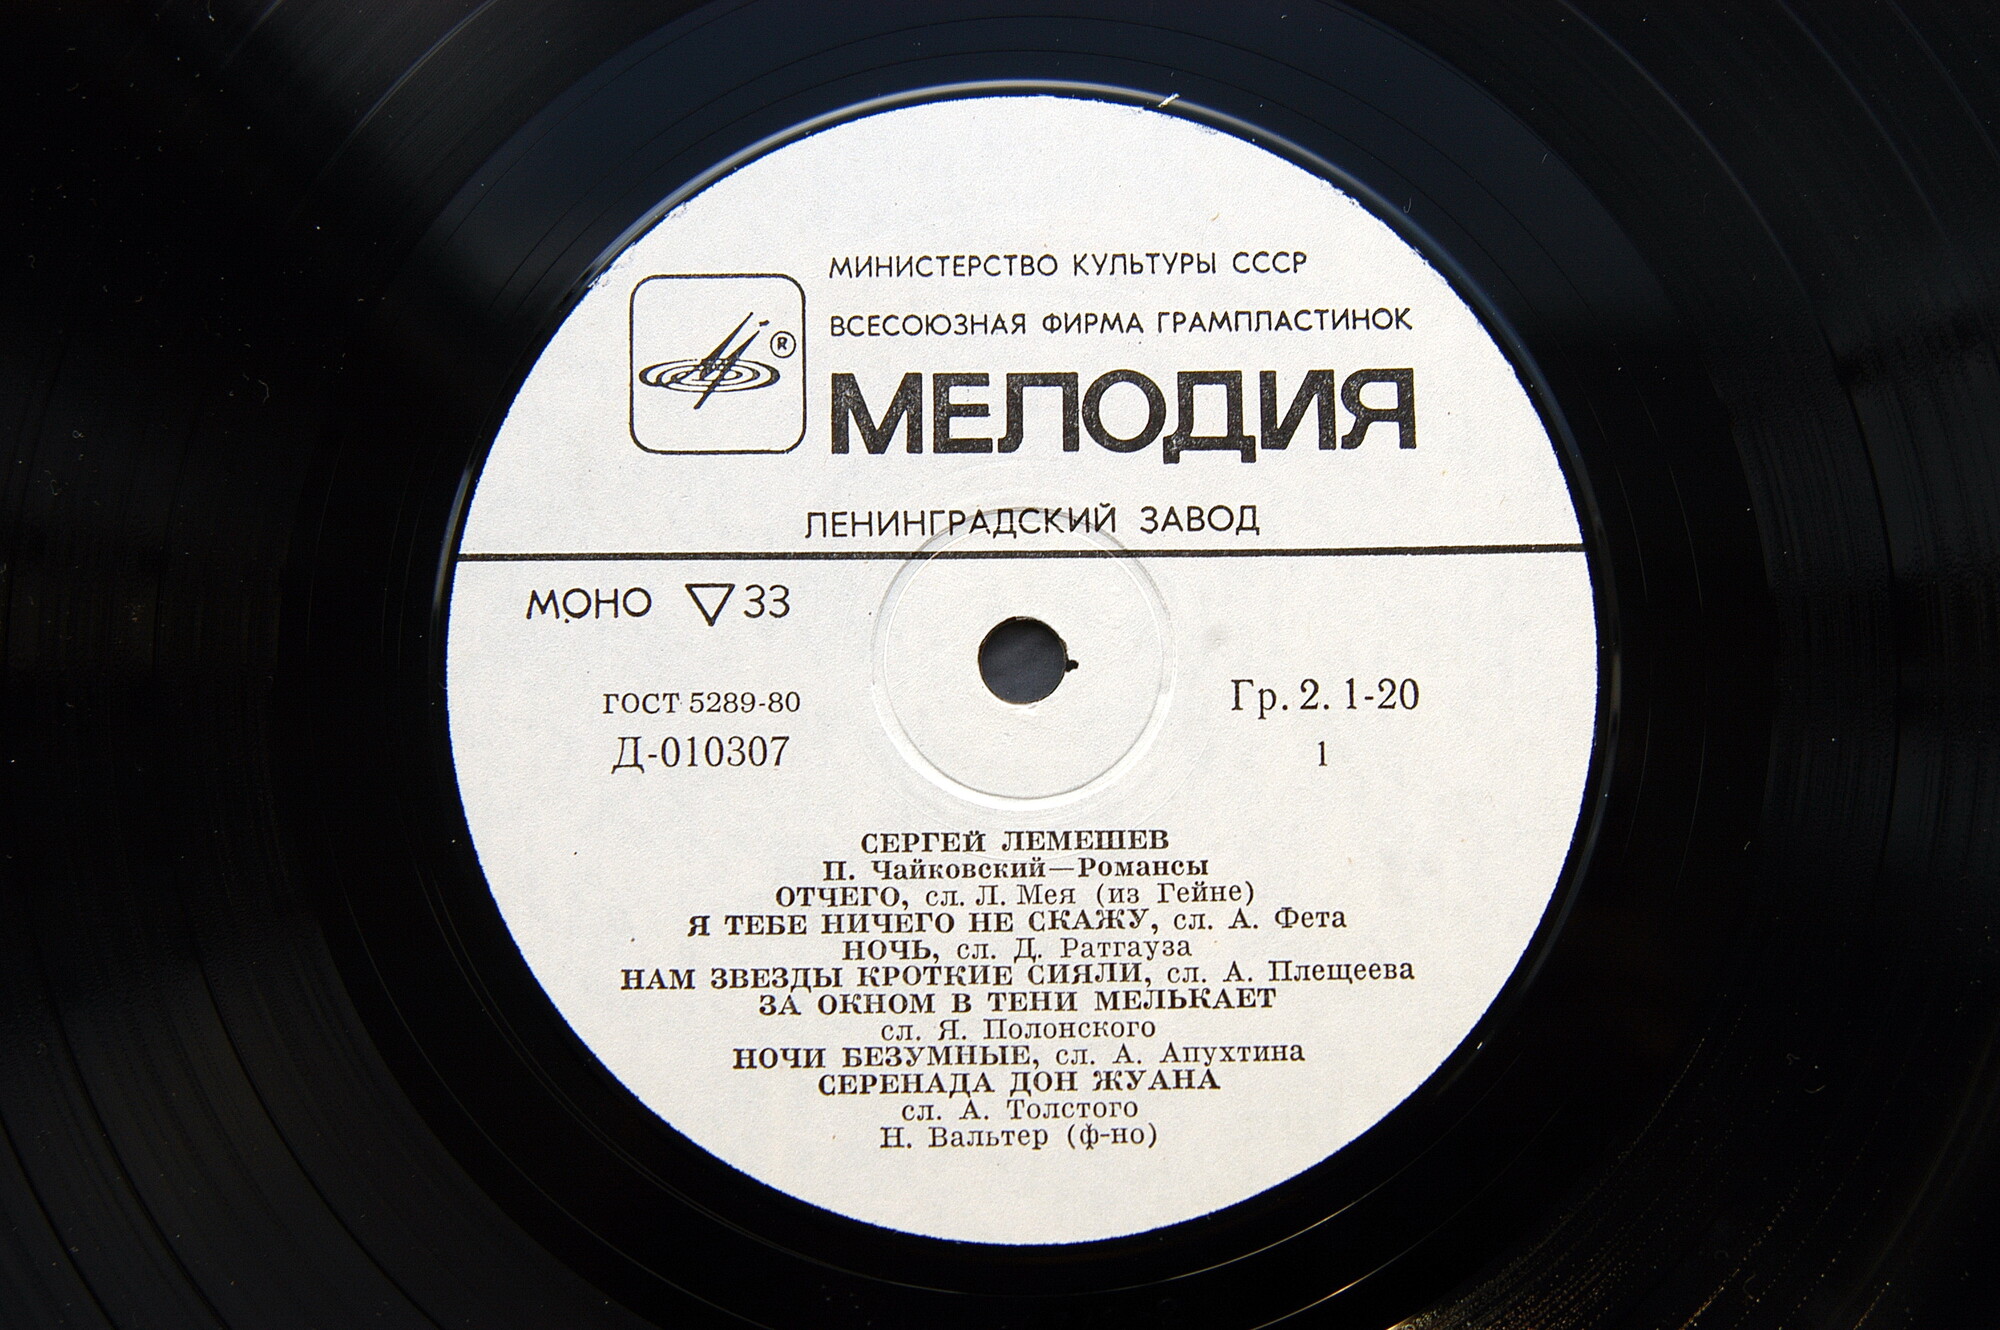 МИНИСТЕРСТВО КУЛЬТУРЫ СССР
ВСЕСОЮЗНАЯ ФИРМА ГРАМПЛАСТИНОК
®
МЕЛОДИЯ
ЛЕНИНГРАДСКИЙ ЗАВОД
МОНО ▽33
ГОСТ 5289-80
Д-010307
Гр. 2. 1-20
1
СЕРГЕЙ ЛЕМЕШЕВ
П. Чайковский—Романсы
ОТЧЕГО, сл. Л. Мея (из Гейне)
Я ТЕБЕ НИЧЕГО НЕ СКАЖУ, сл. А. Фета
НОЧЬ, сл. Д. Ратгауза
НАМ ЗВЕЗДЫ КРОТКИЕ СИЯЛИ, сл. А. Плещеева
ЗА ОКНОМ В ТЕНИ МЕЛЬКАЕТ
сл. Я. Полонского
НОЧИ БЕЗУМНЫЕ, сл. А. Апухтина
СЕРЕНАДА ДОН ЖУАНА
сл. А. Толстого
Н. Вальтер (ф-но)